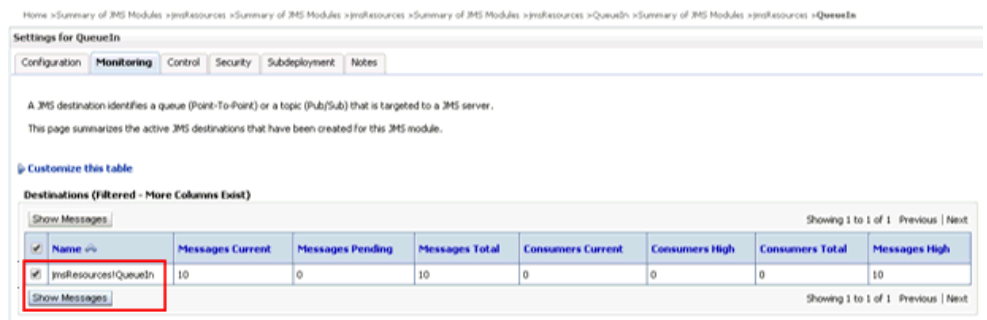 Home >Summary of JMS Modules >jmsResources >Summary of JMS Modules >jmsResources >Summary of JMS Modules >jmsResources >QueueIn >Summary of JMS Modules >jmsResources >QueueIn
Settings for QueueIn
Configuration Monitoring Control Security Subdeployment Notes
A JMS destination identifies a queue (Point-To-Point) or a topic (Pub/Sub) that is targeted to a JMS server.
This page summarizes the active JMS destinations that have been created for this JMS module.
Customize this table
Destinations (Filtered - More Columns Exist)
Show Messages Showing 1 to 1 of 1 Previous | Next
Name Messages Current Messages Pending Messages Total Consumers Current Consumers High Consumers Total Messages High
jmsResources!QueueIn 10 0 10 0 0 0 10
Show Messages Showing 1 to 1 of 1 Previous | Next